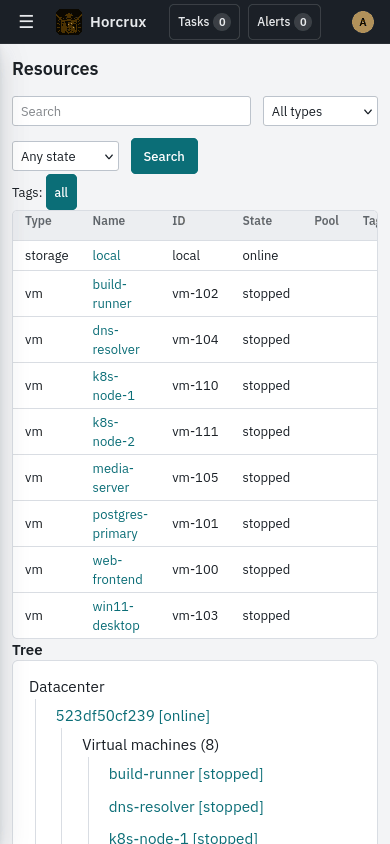 ☰ Horcrux Tasks 0 Alerts 0 A
Resources
Search All types
Any state Search
Tags: all
Type Name ID State Pool Tag
storage local local online
vm build-runner vm-102 stopped
vm dns-resolver vm-104 stopped
vm k8s-node-1 vm-110 stopped
vm k8s-node-2 vm-111 stopped
vm media-server vm-105 stopped
vm postgres-primary vm-101 stopped
vm web-frontend vm-100 stopped
vm win11-desktop vm-103 stopped
Tree
Datacenter
523df50cf239 [online]
Virtual machines (8)
build-runner [stopped]
dns-resolver [stopped]
k8s-node-1 [stopped]